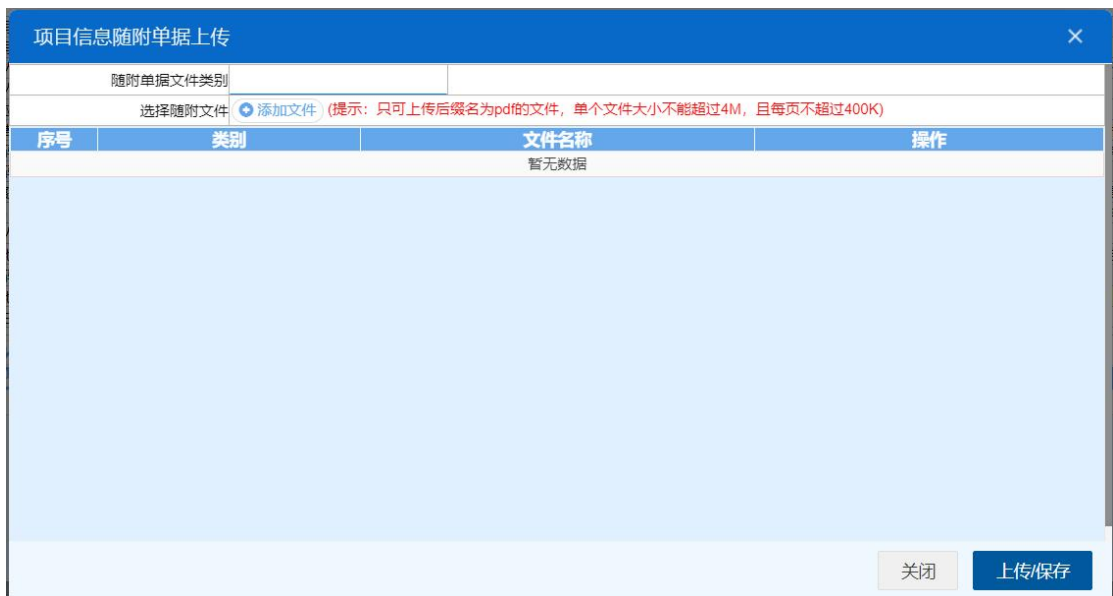 项目信息随附单据上传
随附单据文件类别
选择随附文件 添加文件 (提示：只可上传后缀名为pdf的文件，单个文件大小不能超过4M，且每页不超过400K)
序号 类别 文件名称 操作
暂无数据
关闭 上传/保存